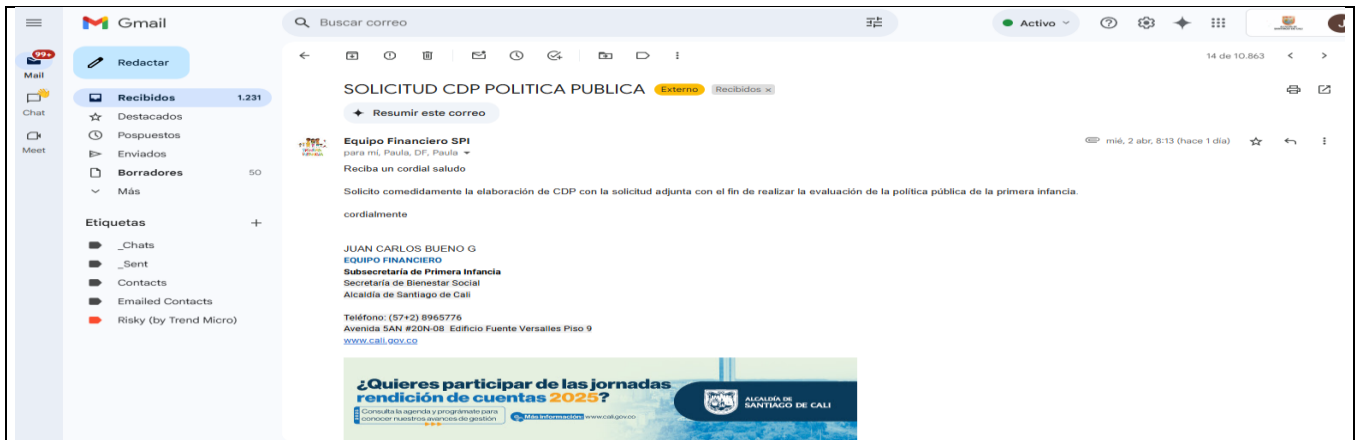 Gmail
Buscar correo
Activo
99+
Mail
Redactar
14 de 10.863
Recibidos 1.231
SOLICITUD CDP POLITICA PUBLICA Externo Recibidos ×
Chat
Destacados
Resumir este correo
Pospuestos
Meet
Enviados
Equipo Financiero SPI mié, 2 abr, 8:13 (hace 1 día)
para mí, Paula, DF, Paula
Borradores 50
Reciba un cordial saludo
Más
Solicito comedidamente la elaboración de CDP con la solicitud adjunta con el fin de realizar la evaluación de la política pública de la primera infancia.
cordialmente
Etiquetas +
_Chats
_Sent
Contacts
Emailed Contacts
Risky (by Trend Micro)
JUAN CARLOS BUENO G
EQUIPO FINANCIERO
Subsecretaría de Primera Infancia
Secretaría de Bienestar Social
Alcaldía de Santiago de Cali
Teléfono: (57+2) 8965776
Avenida 5AN #20N-08 Edificio Fuente Versalles Piso 9
www.cali.gov.co
¿Quieres participar de las jornadas
rendición de cuentas 2025?
Consulta la agenda y prográmate para
conocer nuestros avances de gestión
Más información: www.cali.gov.co
ALCALDÍA DE
SANTIAGO DE CALI